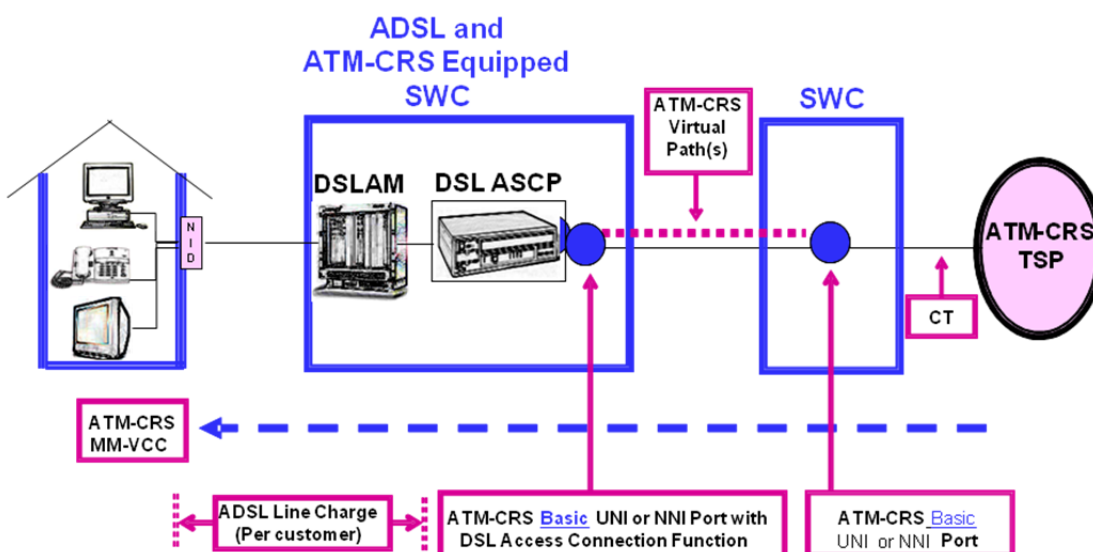 ADSL and
ATM-CRS Equipped
SWC
ATM-CRS
Virtual
Path(s)
SWC
DSLAM
DSL ASCP
NID
ATM-CRS
TSP
CT
ATM-CRS
MM-VCC
ADSL Line Charge
(Per customer)
ATM-CRS Basic UNI or NNI Port with
DSL Access Connection Function
ATM-CRS Basic
UNI or NNI Port